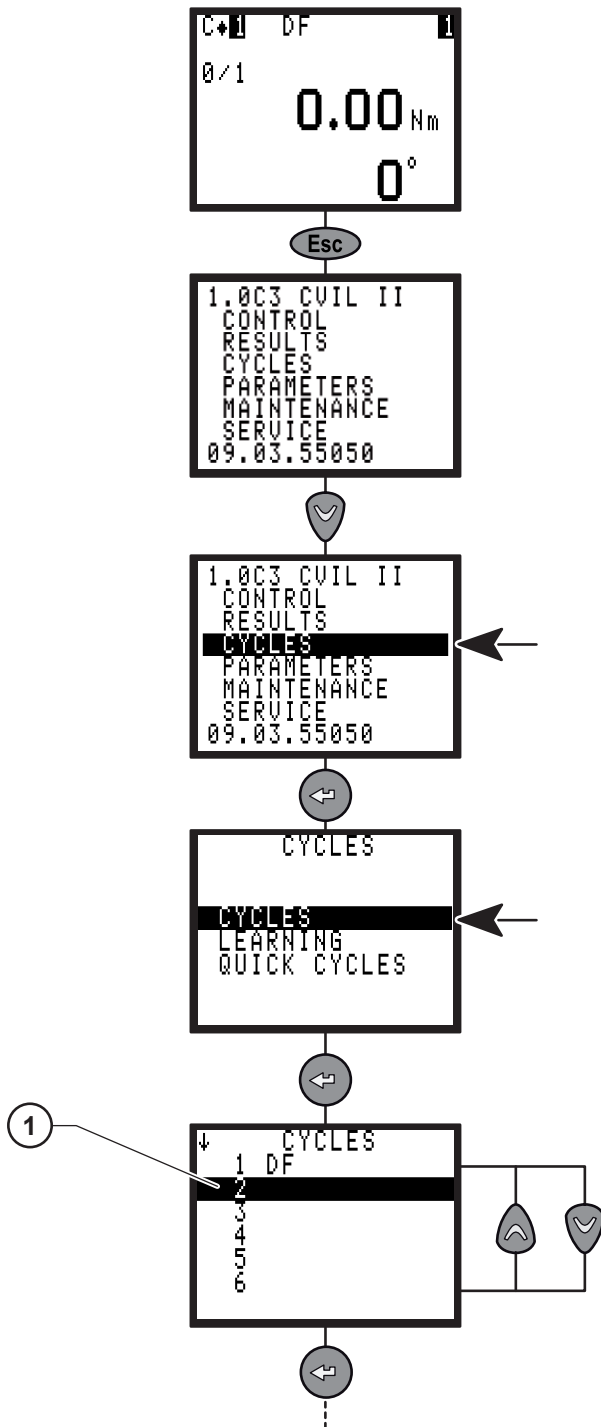 C♦1 DF 1
0/1
0.00 Nm
0°
Esc
1.0C3 CVIL II
CONTROL
RESULTS
CYCLES
PARAMETERS
MAINTENANCE
SERVICE
09.03.55050
1.0C3 CVIL II
CONTROL
RESULTS
CYCLES
PARAMETERS
MAINTENANCE
SERVICE
09.03.55050
CYCLES
CYCLES
LEARNING
QUICK CYCLES
1
↓ CYCLES
1 DF
2
3
4
5
6